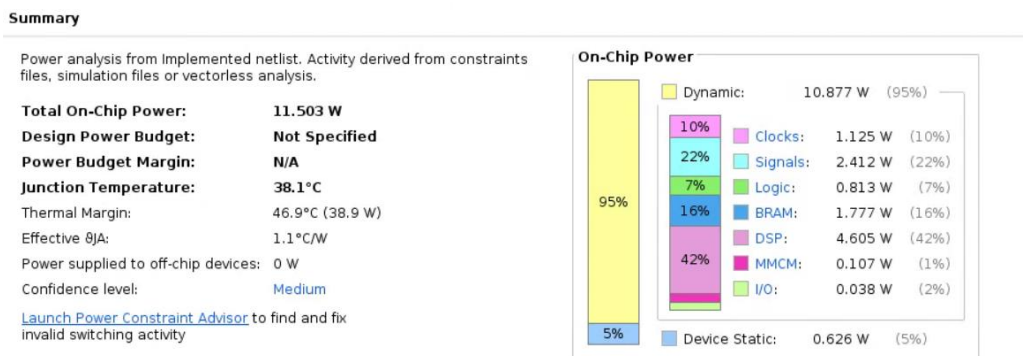 Summary
Power analysis from Implemented netlist. Activity derived from constraints
files, simulation files or vectorless analysis.
Total On-Chip Power: 11.503 W
Design Power Budget: Not Specified
Power Budget Margin: N/A
Junction Temperature: 38.1°C
Thermal Margin: 46.9°C (38.9 W)
Effective ϑJA: 1.1°C/W
Power supplied to off-chip devices: 0 W
Confidence level: Medium
Launch Power Constraint Advisor to find and fix
invalid switching activity
On-Chip Power
95%
5%
Dynamic: 10.877 W (95%)
10%
22%
7%
16%
42%
Clocks: 1.125 W (10%)
Signals: 2.412 W (22%)
Logic: 0.813 W (7%)
BRAM: 1.777 W (16%)
DSP: 4.605 W (42%)
MMCM: 0.107 W (1%)
I/O: 0.038 W (2%)
Device Static: 0.626 W (5%)